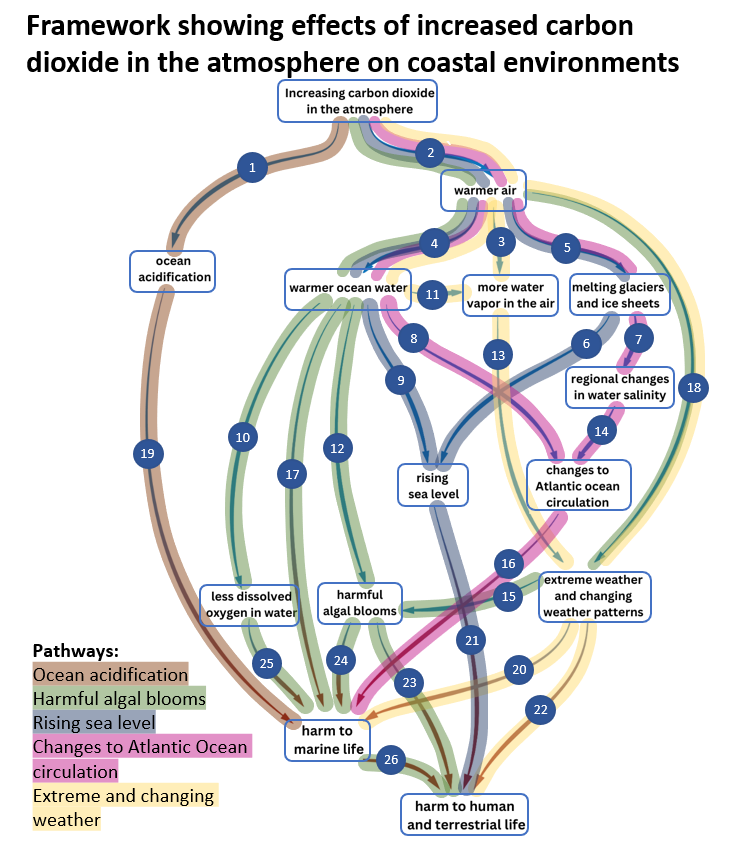 Framework showing effects of increased carbon
dioxide in the atmosphere on coastal environments
Increasing carbon dioxide
in the atmosphere
2
1
warmer air
4
3
5
ocean
acidification
warmer ocean water
11
more water
vapor in the air
melting glaciers
and ice sheets
8
6
7
13
9
regional changes
in water salinity
18
10
12
14
19
17
rising
sea level
changes to
Atlantic ocean
circulation
16
15
less dissolved
oxygen in water
harmful
algal blooms
extreme weather
and changing
weather patterns
21
25
24
20
23
22
Pathways:
Ocean acidification
Harmful algal blooms
Rising sea level
Changes to Atlantic Ocean
circulation
Extreme and changing
weather
harm to
marine life
26
harm to human
and terrestrial life